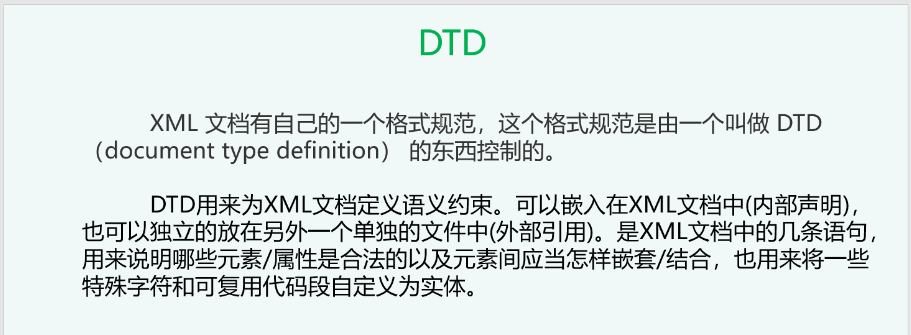 DTD
XML 文档有自己的一个格式规范，这个格式规范是由一个叫做 DTD
（document type definition） 的东西控制的。
DTD用来为XML文档定义语义约束。可以嵌入在XML文档中(内部声明)，
也可以独立的放在另外一个单独的文件中(外部引用)。是XML文档中的几条语句，
用来说明哪些元素/属性是合法的以及元素间应当怎样嵌套/结合，也用来将一些
特殊字符和可复用代码段自定义为实体。